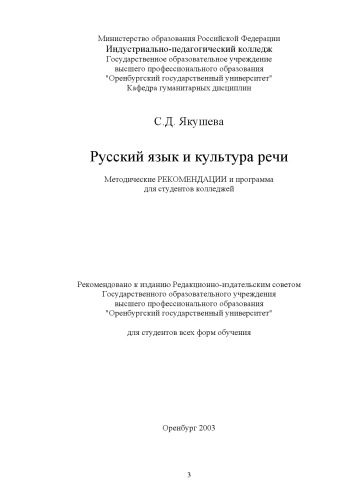 Министерство образования Российской Федерации
Индустриально-педагогический колледж
Государственное образовательное учреждение
высшего профессионального образования
"Оренбургский государственный университет"
Кафедра гуманитарных дисциплин
С.Д. Якушева
Русский язык и культура речи
Методические РЕКОМЕНДАЦИИ и программа
для студентов колледжей
Рекомендовано к изданию Редакционно-издательским советом
Государственного образовательного учреждения
высшего профессионального образования
"Оренбургский государственный университет"
для студентов всех форм обучения
Оренбург 2003
3